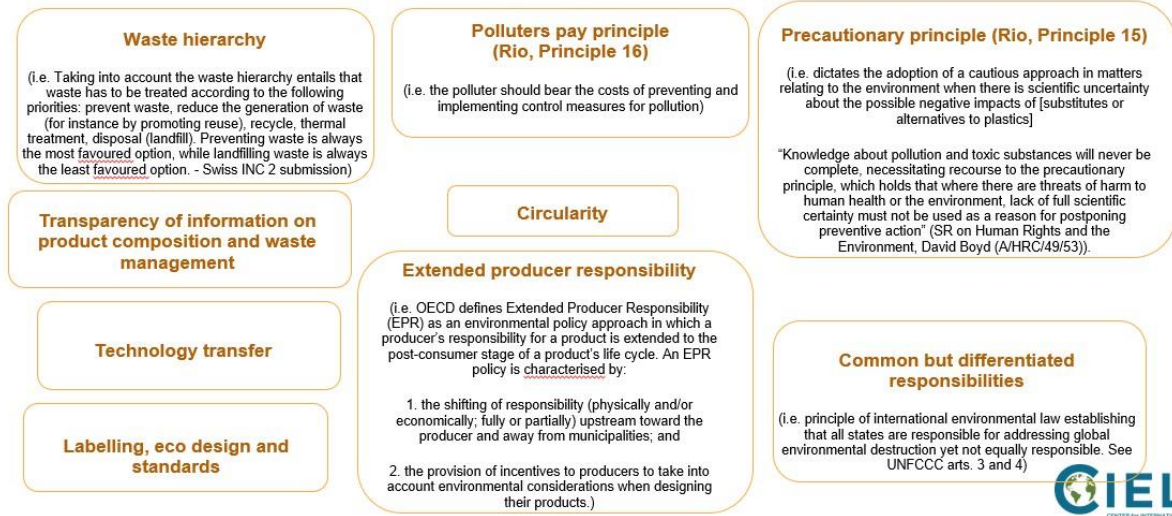 Waste hierarchy
(i.e. Taking into account the waste hierarchy entails that
waste has to be treated according to the following
priorities: prevent waste, reduce the generation of waste
(for instance by promoting reuse), recycle, thermal
treatment, disposal (landfill). Preventing waste is always
the most favoured option, while landfilling waste is always
the least favoured option. - Swiss INC 2 submission)
Polluters pay principle
(Rio, Principle 16)
(i.e. the polluter should bear the costs of preventing and
implementing control measures for pollution)
Precautionary principle (Rio, Principle 15)
(i.e. dictates the adoption of a cautious approach in matters
relating to the environment when there is scientific uncertainty
about the possible negative impacts of [substitutes or
alternatives to plastics]
“Knowledge about pollution and toxic substances will never be
complete, necessitating recourse to the precautionary
principle, which holds that where there are threats of harm to
human health or the environment, lack of full scientific
certainty must not be used as a reason for postponing
preventive action” (SR on Human Rights and the
Environment, David Boyd (A/HRC/49/53)).
Transparency of information on
product composition and waste
management
Circularity
Extended producer responsibility
(i.e. OECD defines Extended Producer Responsibility
(EPR) as an environmental policy approach in which a
producer’s responsibility for a product is extended to the
post-consumer stage of a product’s life cycle. An EPR
policy is characterised by:
1. the shifting of responsibility (physically and/or
economically; fully or partially) upstream toward the
producer and away from municipalities; and
2. the provision of incentives to producers to take into
account environmental considerations when designing
their products.)
Technology transfer
Labelling, eco design and
standards
Common but differentiated
responsibilities
(i.e. principle of international environmental law establishing
that all states are responsible for addressing global
environmental destruction yet not equally responsible. See
UNFCCC arts. 3 and 4)
CIEL